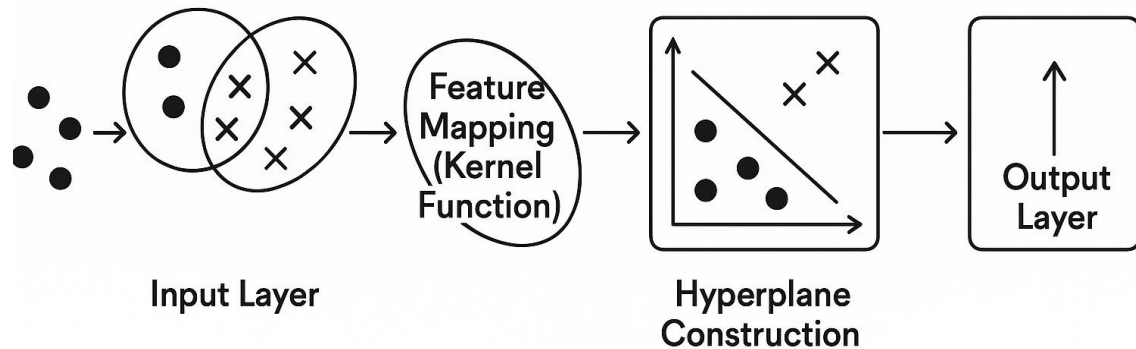 Feature
Mapping
(Kernel
Function)
Output
Layer
Input Layer
Hyperplane
Construction